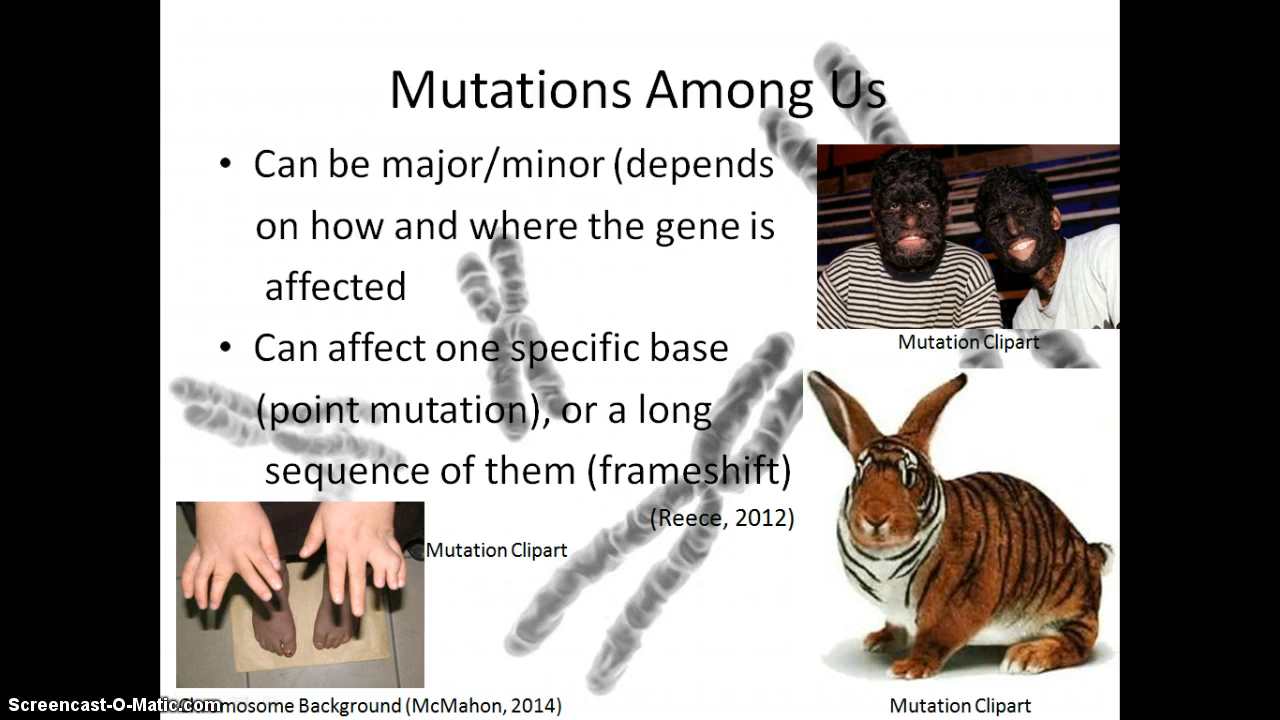 Mutations Among Us
• Can be major/minor (depends
on how and where the gene is
affected
• Can affect one specific base
(point mutation), or a long
sequence of them (frameshift)
(Reece, 2012)
Mutation Clipart
Mutation Clipart
Mutation Clipart
Background (McMahon, 2014)
Screencast-O-Matic.com